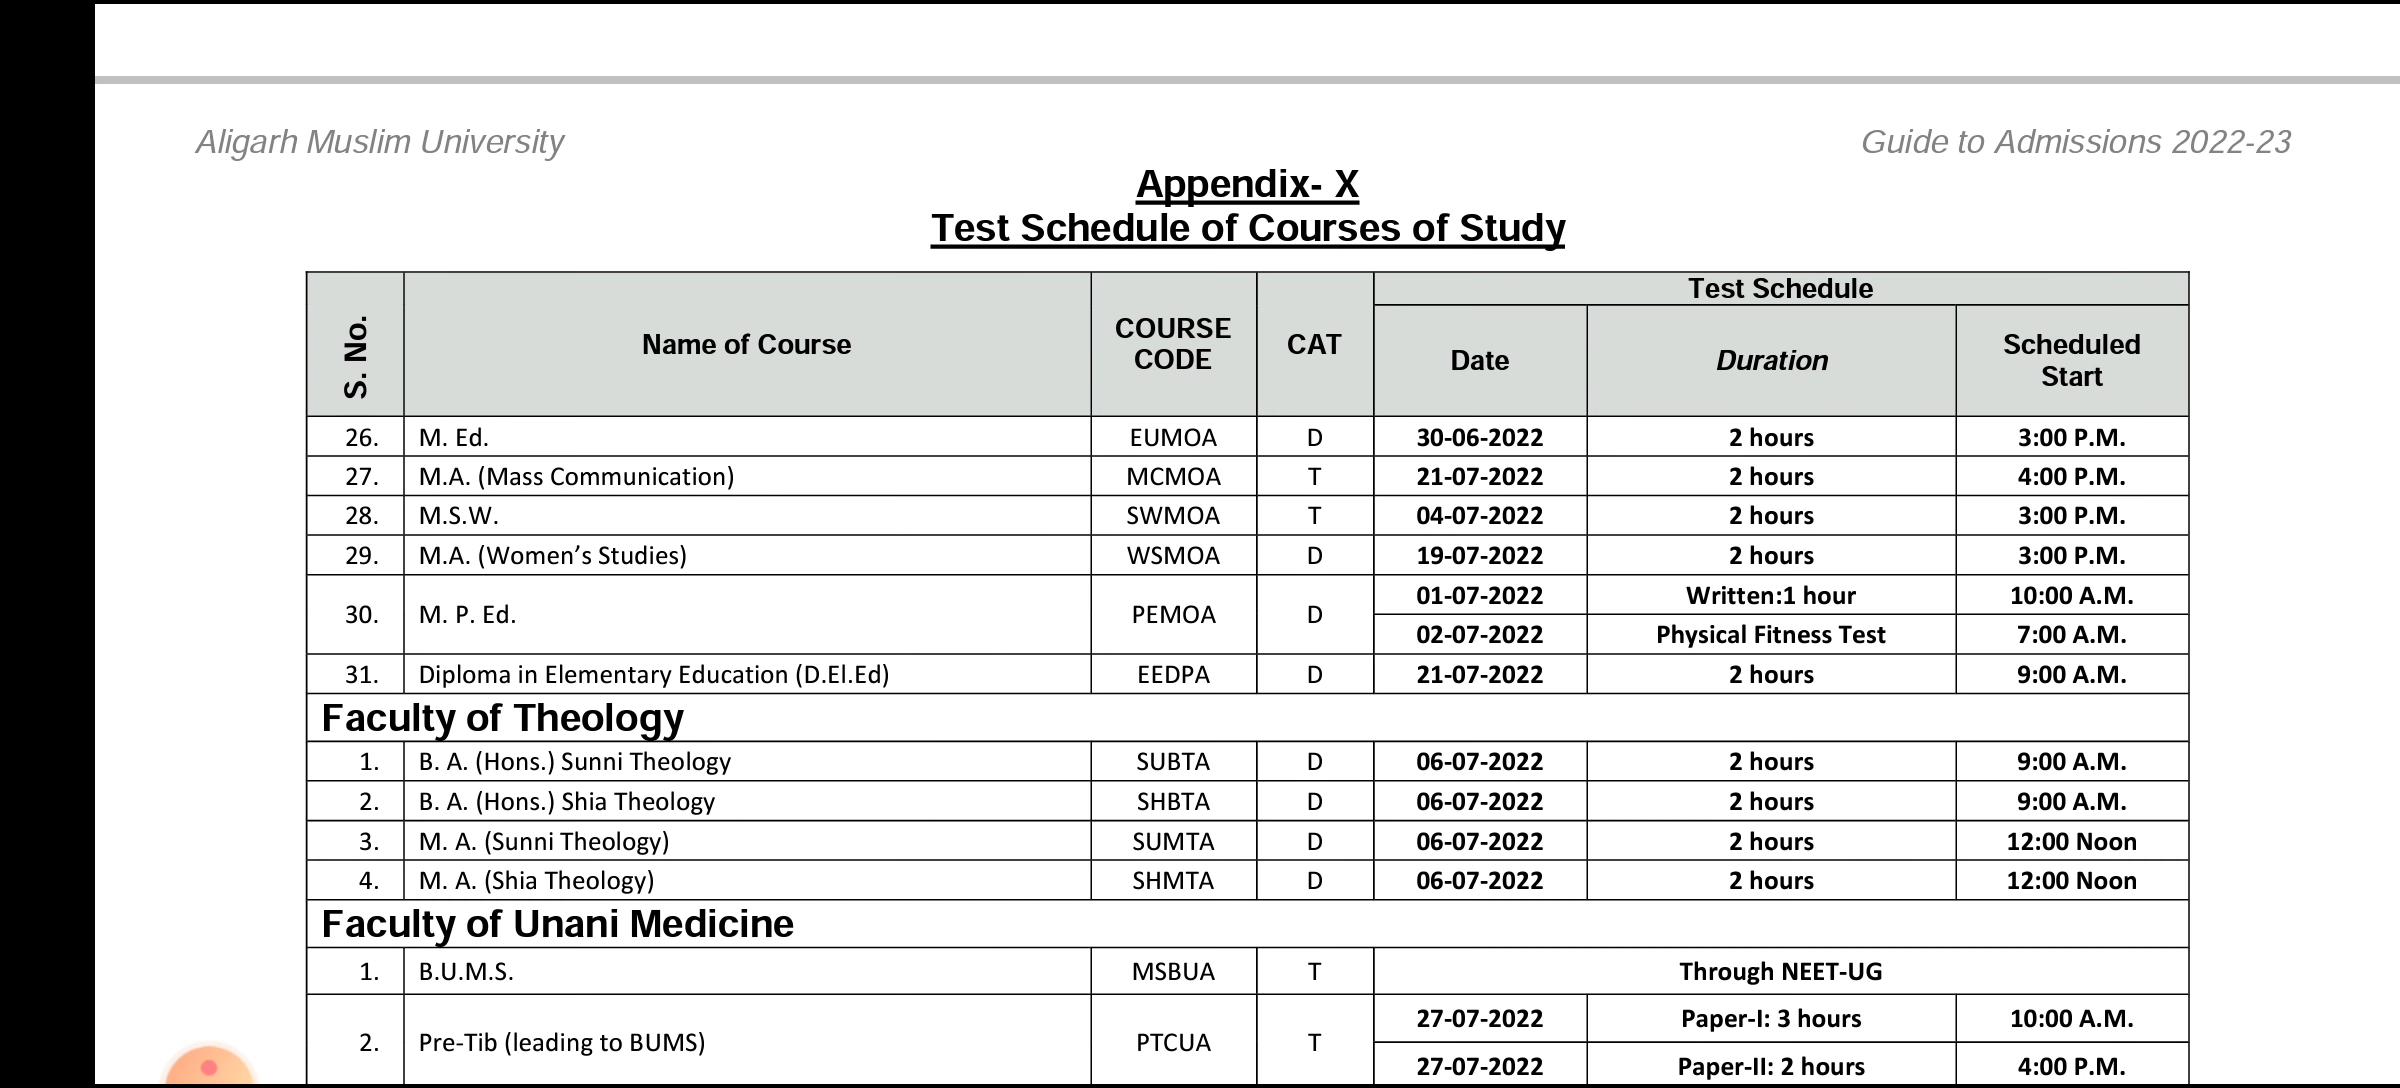 Aligarh Muslim University Guide to Admissions 2022-23
Appendix- X
Test Schedule of Courses of Study
S. No. Name of Course COURSE CODE CAT Test Schedule
Date Duration Scheduled Start
26. M. Ed. EUMOA D 30-06-2022 2 hours 3:00 P.M.
27. M.A. (Mass Communication) MCMOA T 21-07-2022 2 hours 4:00 P.M.
28. M.S.W. SWMOA T 04-07-2022 2 hours 3:00 P.M.
29. M.A. (Women’s Studies) WSMOA D 19-07-2022 2 hours 3:00 P.M.
30. M. P. Ed. PEMOA D 01-07-2022 Written:1 hour 10:00 A.M.
02-07-2022 Physical Fitness Test 7:00 A.M.
31. Diploma in Elementary Education (D.El.Ed) EEDPA D 21-07-2022 2 hours 9:00 A.M.
Faculty of Theology
1. B. A. (Hons.) Sunni Theology SUBTA D 06-07-2022 2 hours 9:00 A.M.
2. B. A. (Hons.) Shia Theology SHBTA D 06-07-2022 2 hours 9:00 A.M.
3. M. A. (Sunni Theology) SUMTA D 06-07-2022 2 hours 12:00 Noon
4. M. A. (Shia Theology) SHMTA D 06-07-2022 2 hours 12:00 Noon
Faculty of Unani Medicine
1. B.U.M.S. MSBUA T Through NEET-UG
2. Pre-Tib (leading to BUMS) PTCUA T 27-07-2022 Paper-I: 3 hours 10:00 A.M.
27-07-2022 Paper-II: 2 hours 4:00 P.M.